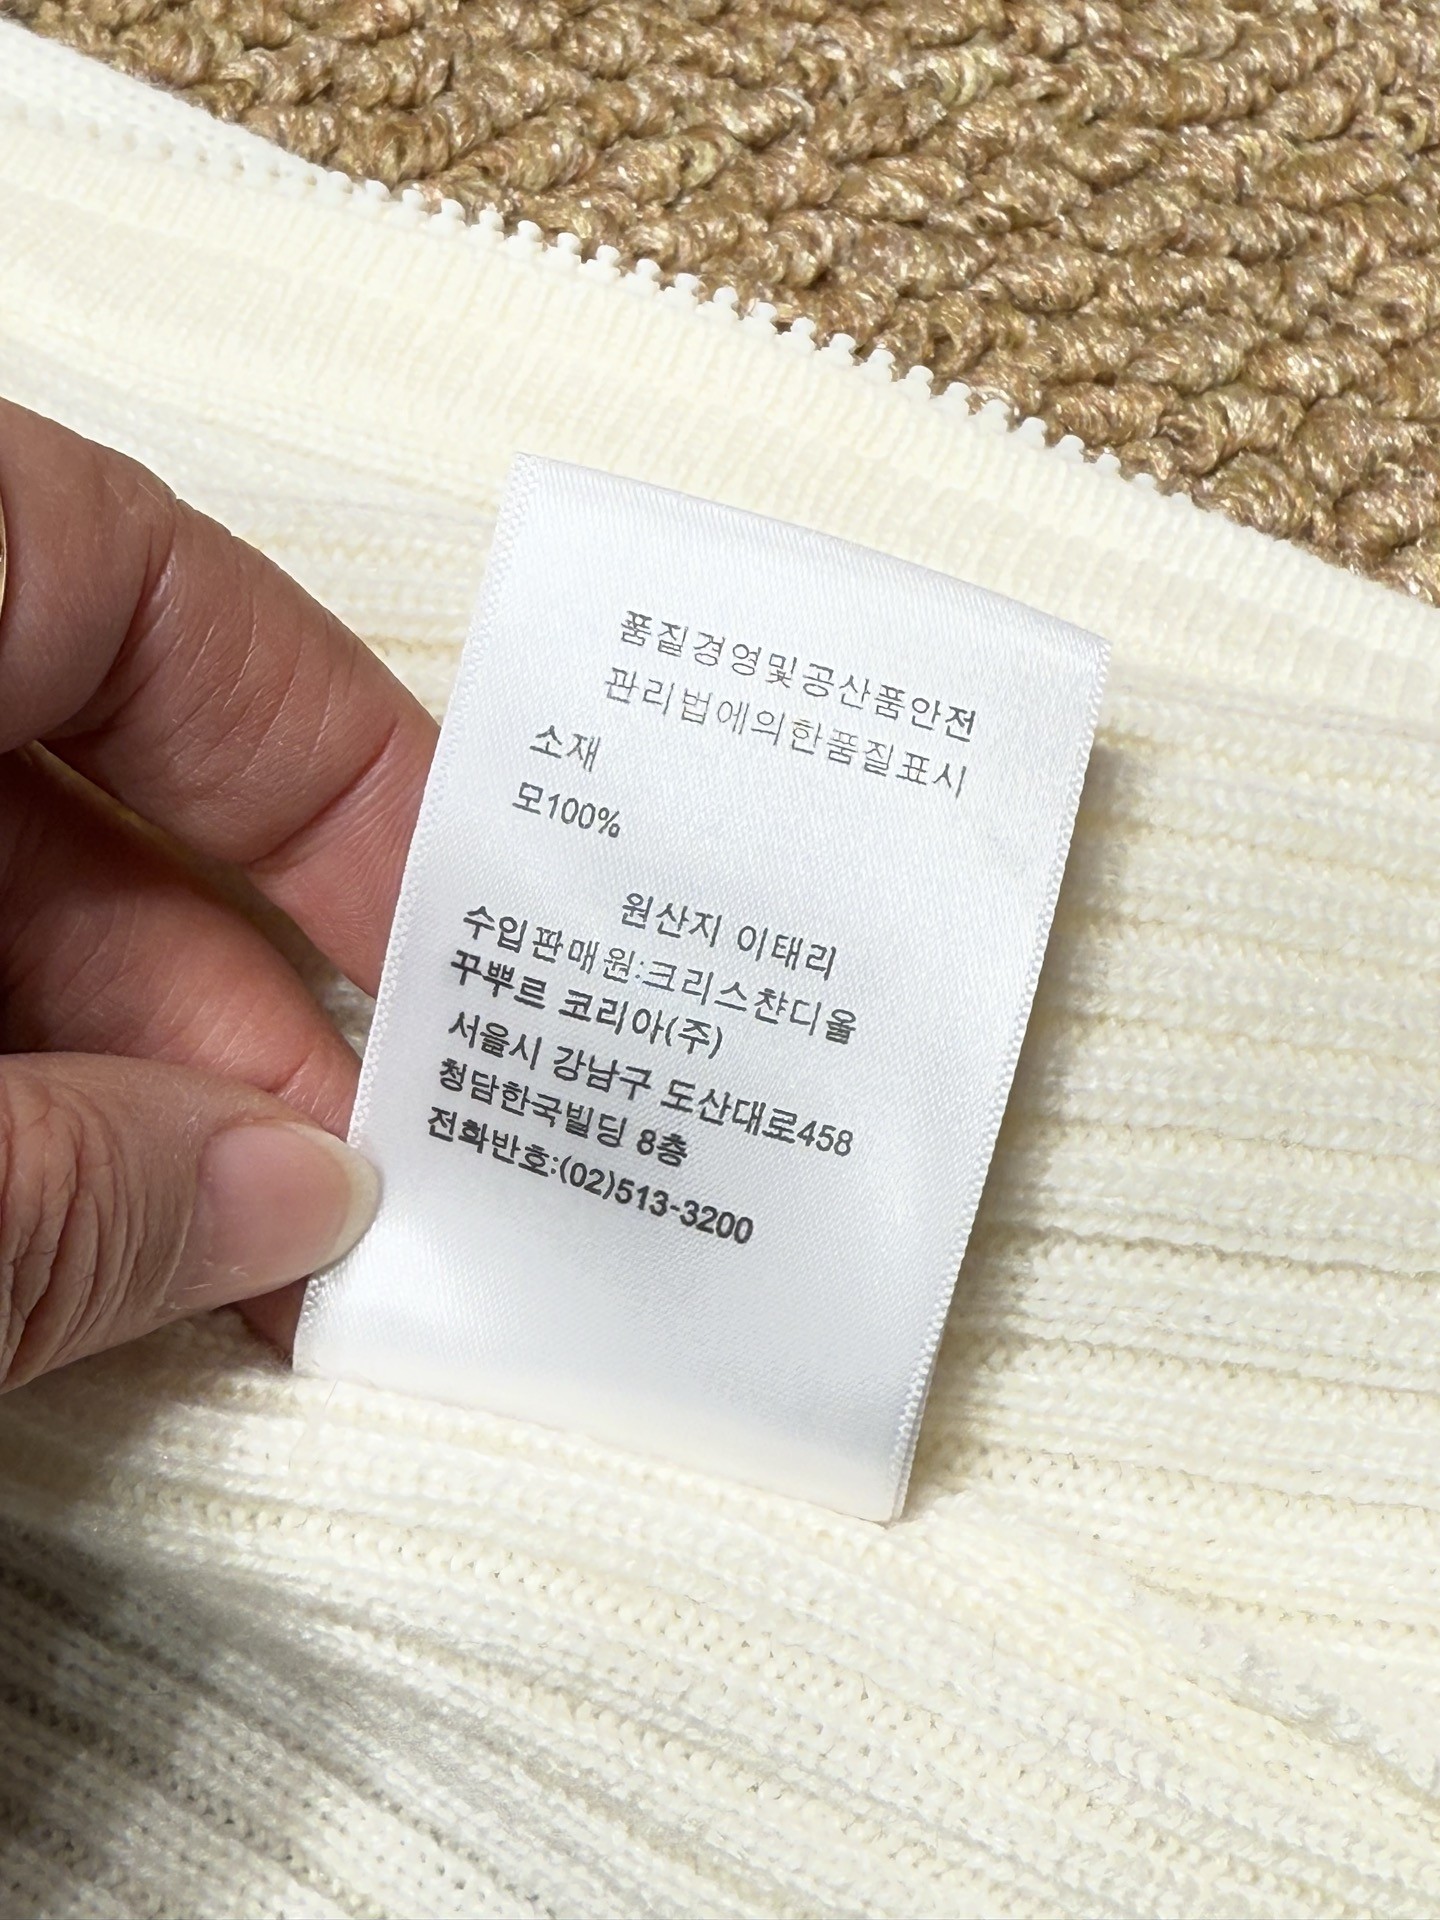 품질경영및공산품안전
관리법에의한품질표시
소재
모100%
원산지 이태리
수입판매원:크리스챤디올
꾸뿌르 코리아(주)
서울시 강남구 도산대로458
청담한국빌딩 8층
전화반호:(02)513-3200